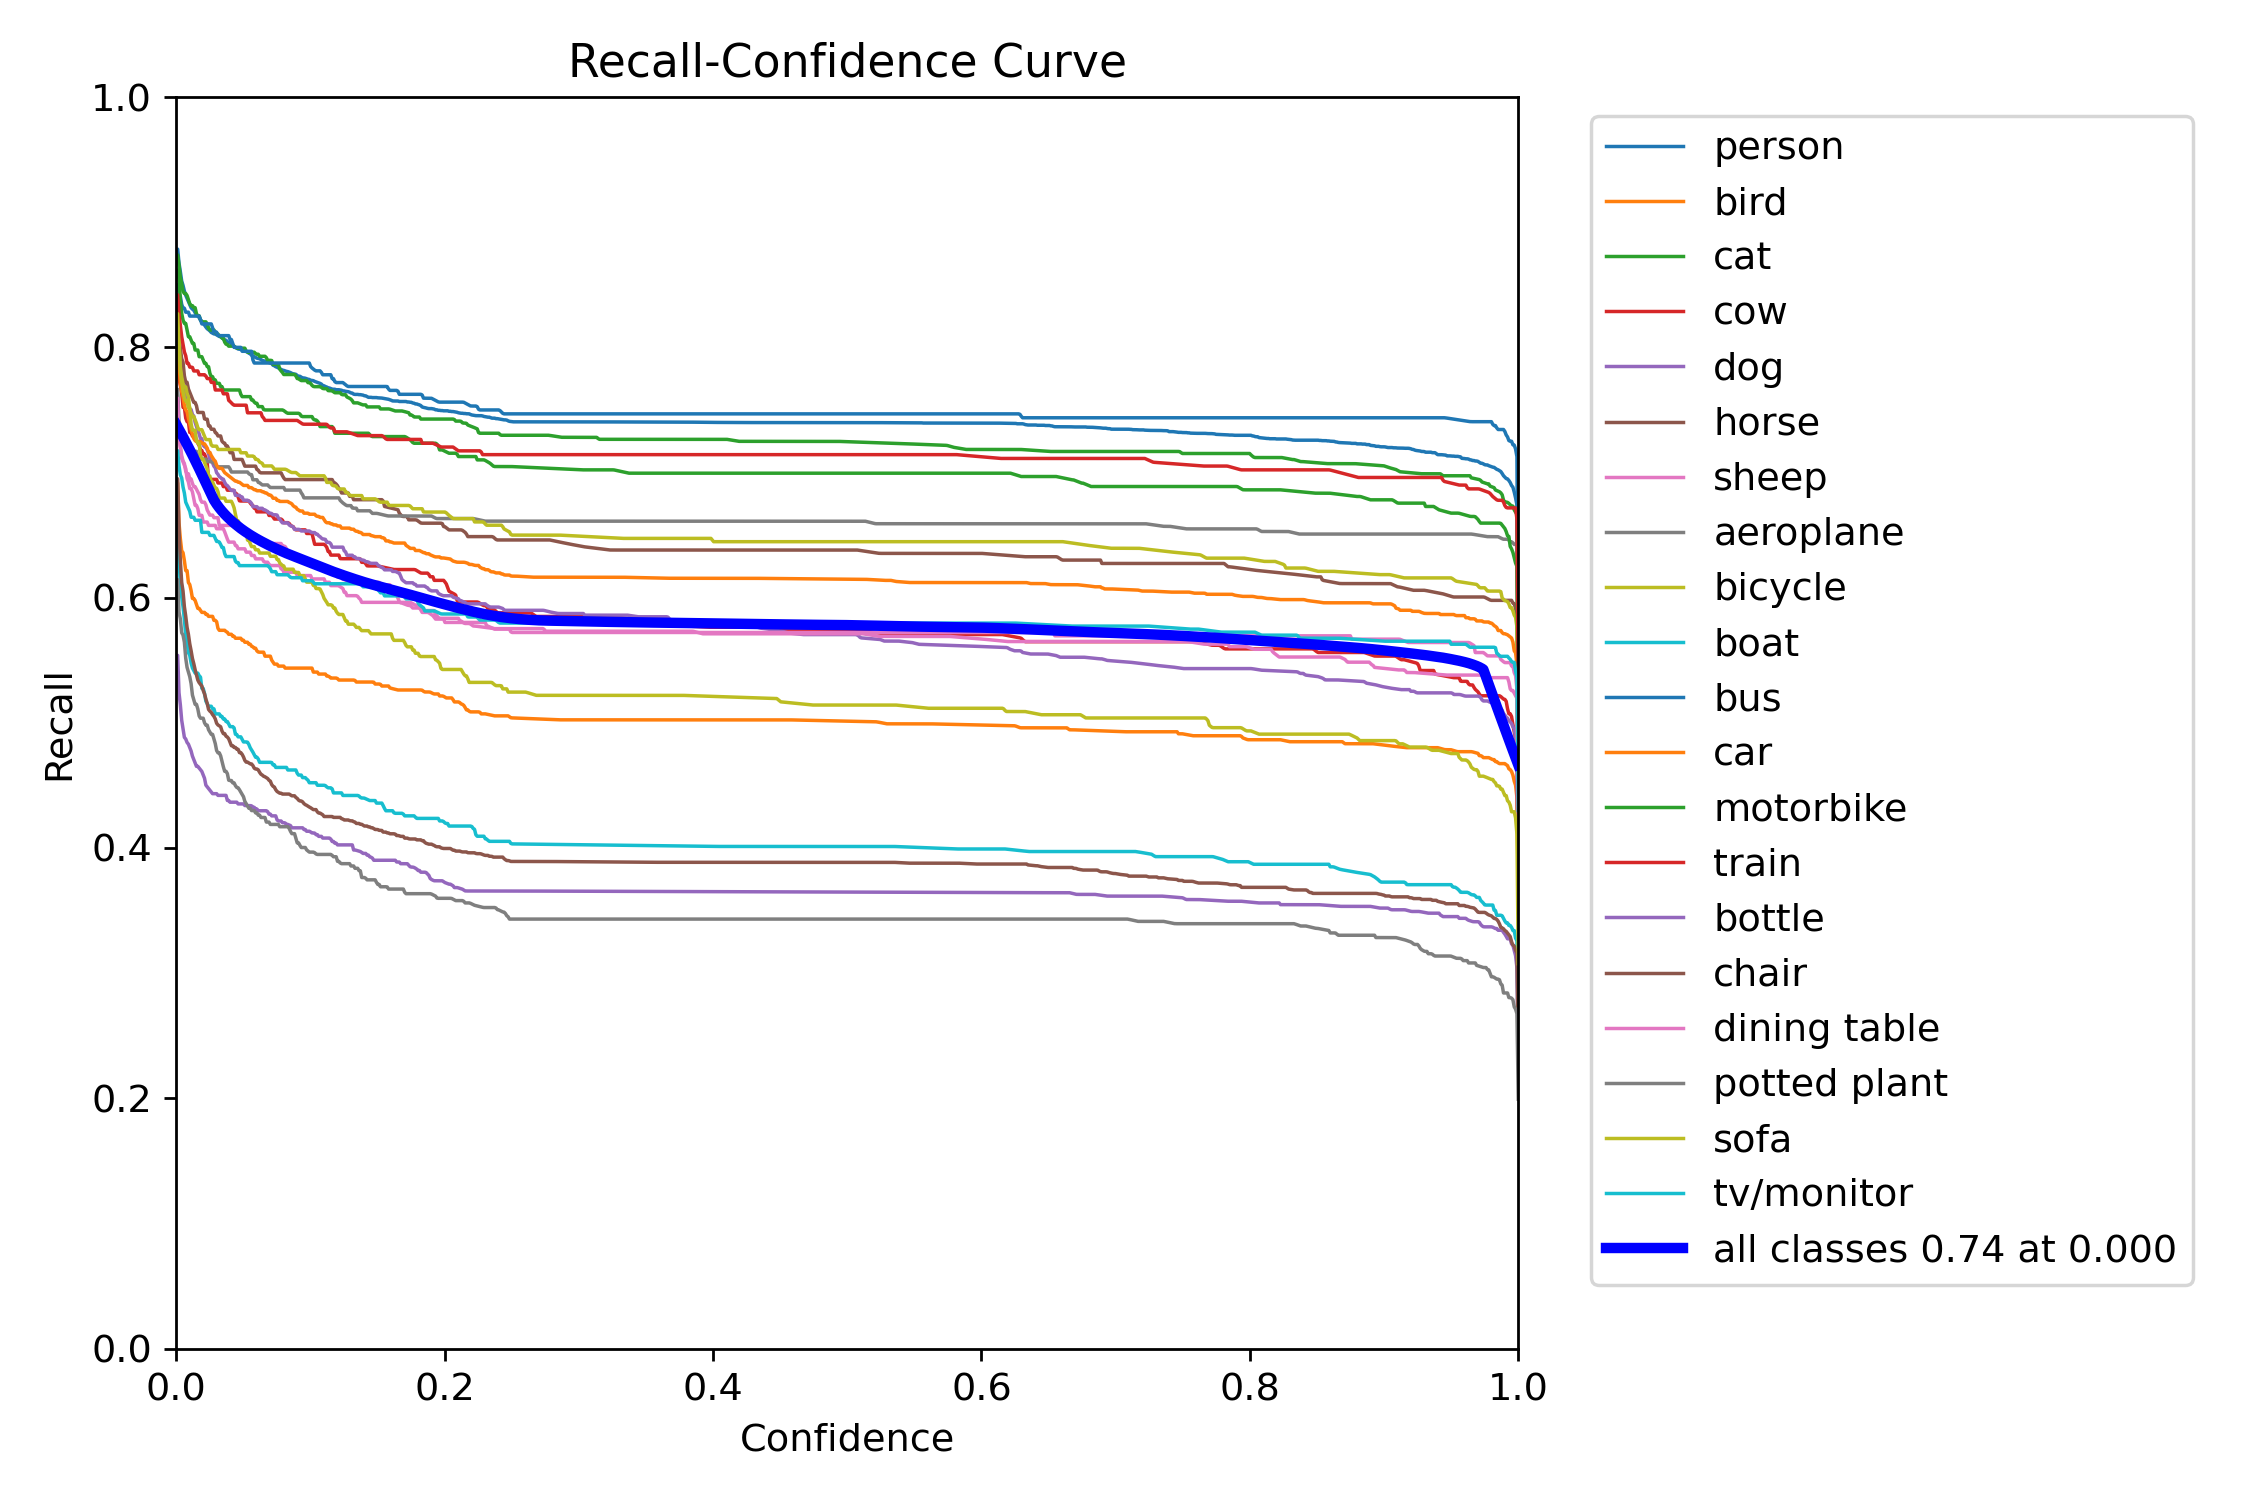 Recall-Confidence Curve
1.0
0.8
0.6
0.4
0.2
0.0
Recall
0.0 0.2 0.4 0.6 0.8 1.0
Confidence
person
bird
cat
cow
dog
horse
sheep
aeroplane
bicycle
boat
bus
car
motorbike
train
bottle
chair
dining table
potted plant
sofa
tv/monitor
all classes 0.74 at 0.000